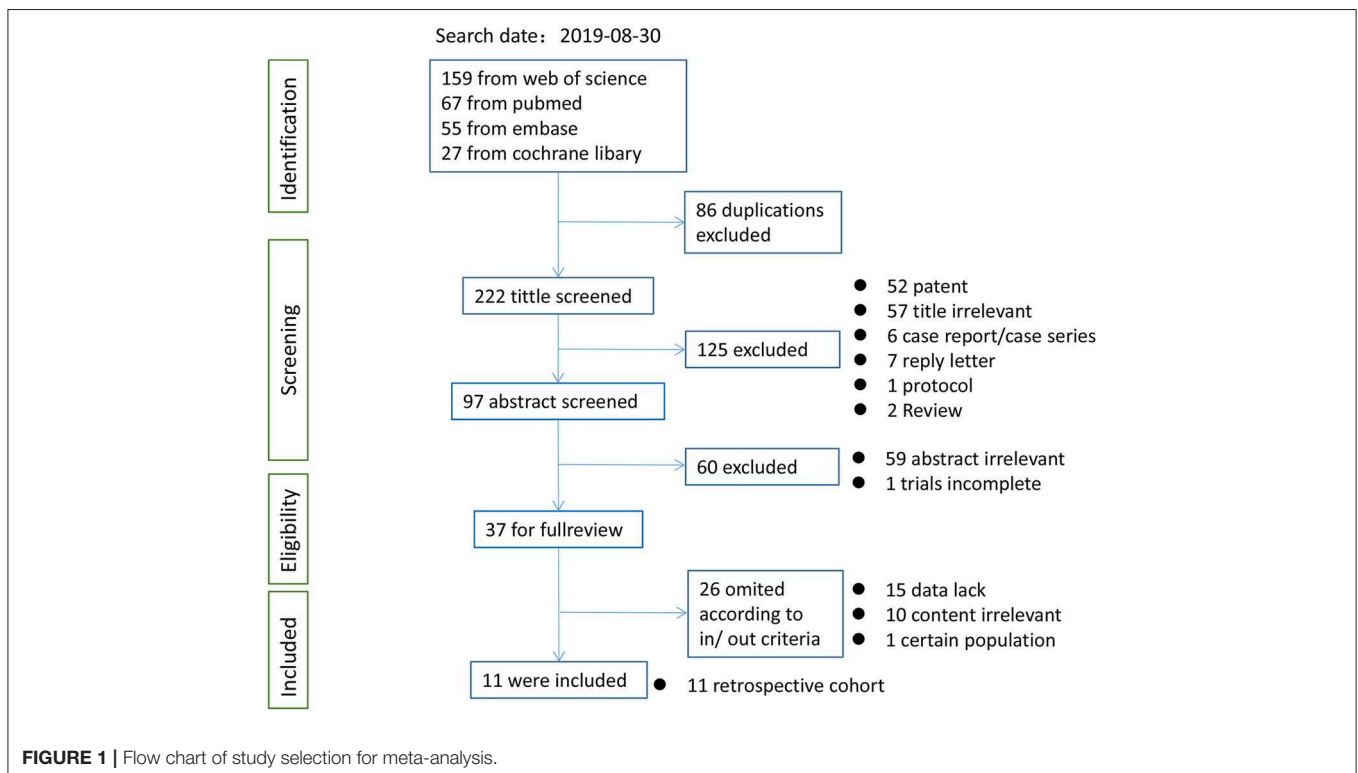 Search date：2019-08-30
Identification
159 from web of science
67 from pubmed
55 from embase
27 from cochrane libary
86 duplications
excluded
Screening
222 tittle screened
125 excluded
● 52 patent
● 57 title irrelevant
● 6 case report/case series
● 7 reply letter
● 1 protocol
● 2 Review
97 abstract screened
60 excluded
● 59 abstract irrelevant
● 1 trials incomplete
Eligibility
37 for fullreview
26 omited
according to
in/ out criteria
● 15 data lack
● 10 content irrelevant
● 1 certain population
Included
11 were included
● 11 retrospective cohort
FIGURE 1 | Flow chart of study selection for meta-analysis.